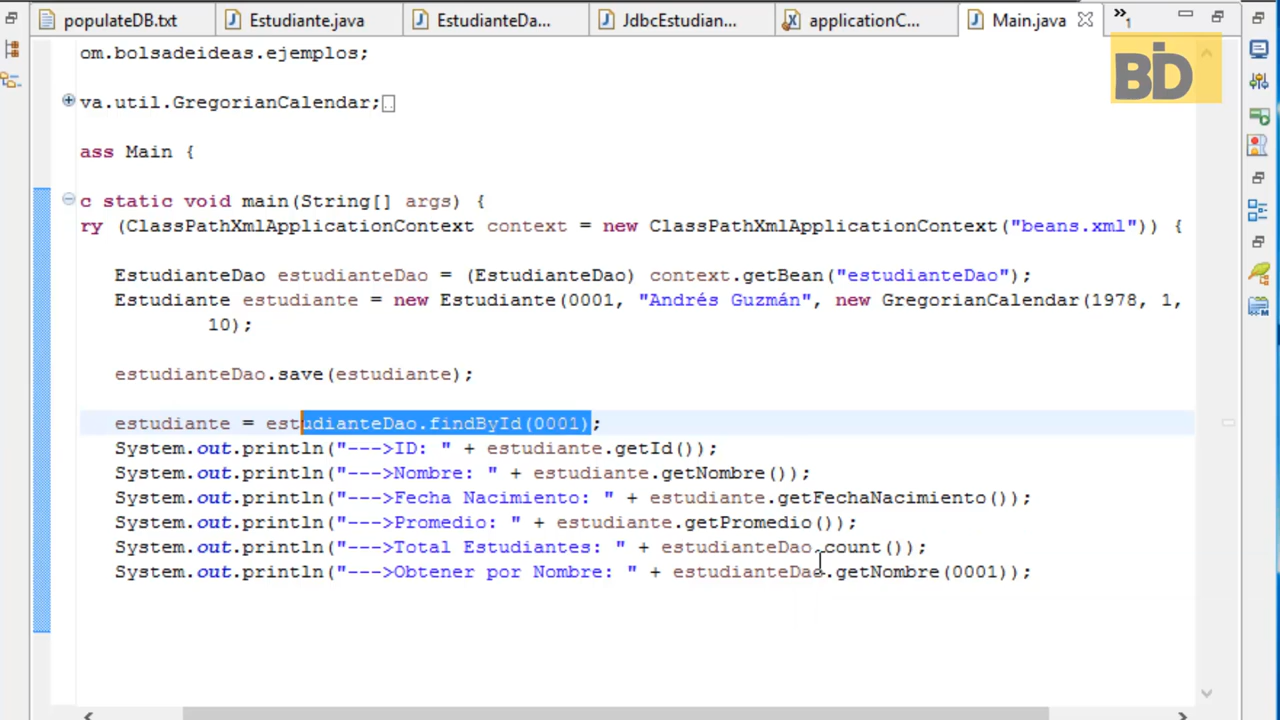 populateDB.txt Estudiante.java EstudianteDa... JdbcEstudian... applicationC... Main.java »1
om.bolsadeideas.ejemplos;
BD
va.util.GregorianCalendar;
ass Main {
c static void main(String[] args) {
ry (ClassPathXmlApplicationContext context = new ClassPathXmlApplicationContext("beans.xml")) {
EstudianteDao estudianteDao = (EstudianteDao) context.getBean("estudianteDao");
Estudiante estudiante = new Estudiante(0001, "Andrés Guzmán", new GregorianCalendar(1978, 1,
10);
estudianteDao.save(estudiante);
estudiante = estudianteDao.findById(0001);
System.out.println("--->ID: " + estudiante.getId());
System.out.println("--->Nombre: " + estudiante.getNombre());
System.out.println("--->Fecha Nacimiento: " + estudiante.getFechaNacimiento());
System.out.println("--->Promedio: " + estudiante.getPromedio());
System.out.println("--->Total Estudiantes: " + estudianteDao.count());
System.out.println("--->Obtener por Nombre: " + estudianteDao.getNombre(0001));